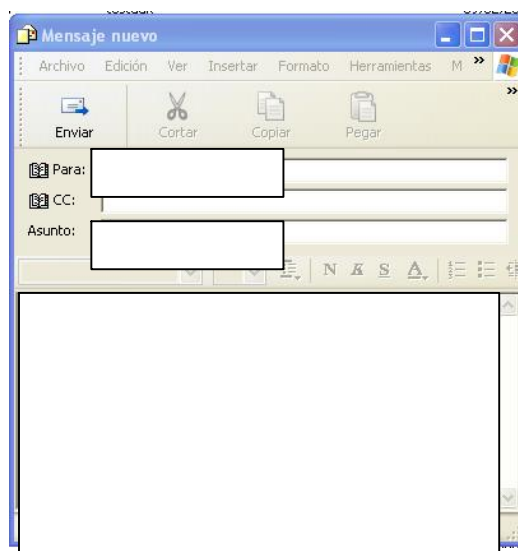 Mensaje nuevo
Archivo Edición Ver Insertar Formato Herramientas M »
Enviar Cortar Copiar Pegar »
Para:
CC:
Asunto:
N K S A